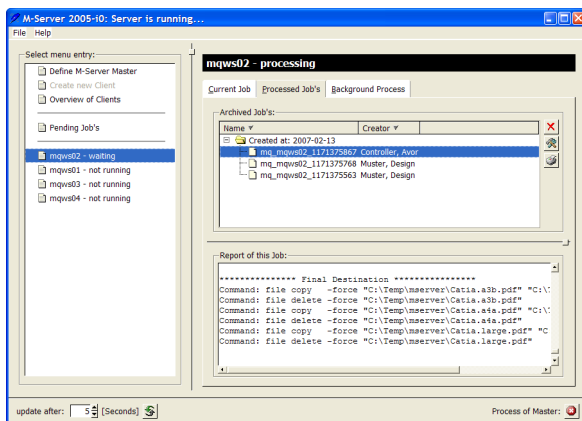 M-Server 2005-i0: Server is running...
File Help
Select menu entry:
Define M-Server Master
Create new Client
Overview of Clients
Pending Job's
mqws02 - waiting
mqws01 - not running
mqws03 - not running
mqws04 - not running
mqws02 - processing
Current Job Processed Job's Background Process
Archived Job's:
Name Creator
Created at: 2007-02-13
mq_mqws02_1171375867 Controller, Avor
mq_mqws02_1171375768 Muster, Design
mq_mqws02_1171375563 Muster, Design
Report of this Job:
*************** Final Destination ***************
Command: file copy   -force "C:\Temp\mserver\Catia.a3b.pdf" "C:\
Command: file delete -force "C:\Temp\mserver\Catia.a3b.pdf"
Command: file copy   -force "C:\Temp\mserver\Catia.a4a.pdf" "C:\
Command: file delete -force "C:\Temp\mserver\Catia.a4a.pdf"
Command: file copy   -force "C:\Temp\mserver\Catia.large.pdf" "C
Command: file delete -force "C:\Temp\mserver\Catia.large.pdf"
update after: 5 [Seconds]
Process of Master: